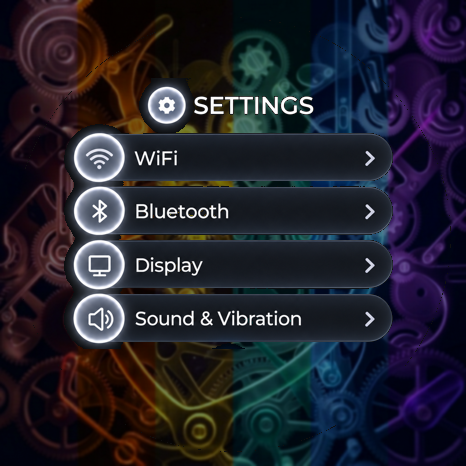 SETTINGS
WiFi
Bluetooth
Display
Sound & Vibration